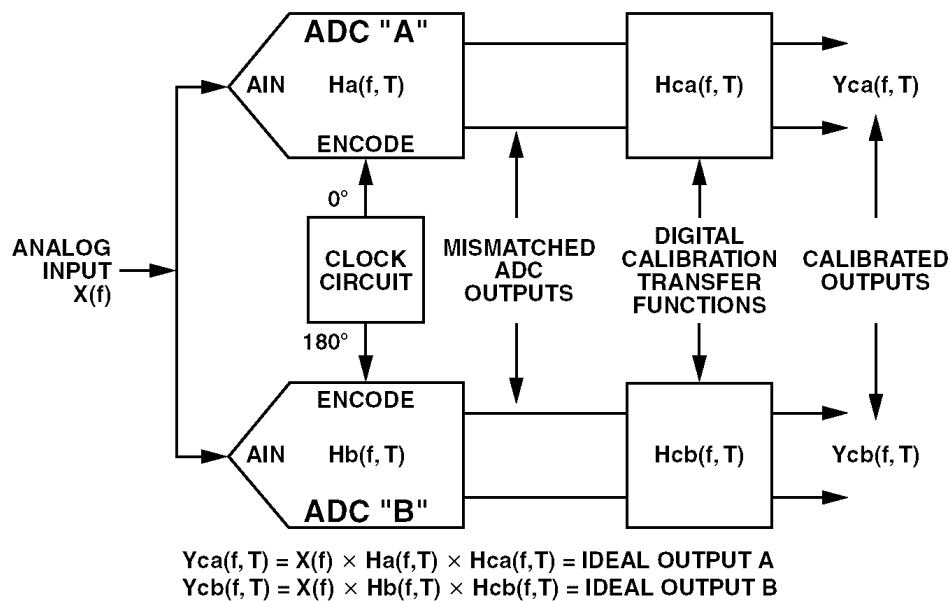 ADC "A"
AIN
Ha(f, T)
ENCODE
Hca(f, T)
Yca(f, T)
0°
ANALOG
INPUT
X(f)
CLOCK
CIRCUIT
MISMATCHED
ADC
OUTPUTS
DIGITAL
CALIBRATION
TRANSFER
FUNCTIONS
CALIBRATED
OUTPUTS
180°
ENCODE
AIN
Hb(f, T)
ADC "B"
Hcb(f, T)
Ycb(f, T)
Yca(f, T) = X(f) × Ha(f,T) × Hca(f,T) = IDEAL OUTPUT A
Ycb(f, T) = X(f) × Hb(f,T) × Hcb(f,T) = IDEAL OUTPUT B